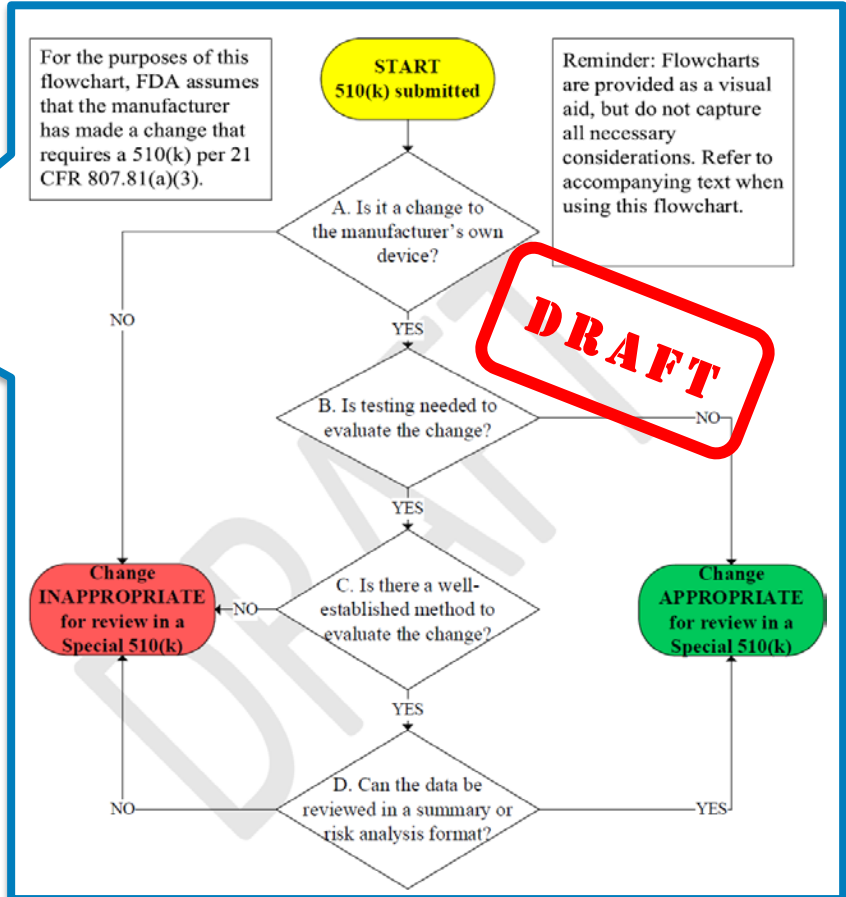 For the purposes of this
flowchart, FDA assumes
that the manufacturer
has made a change that
requires a 510(k) per 21
CFR 807.81(a)(3).
START
510(k) submitted
Reminder: Flowcharts
are provided as a visual
aid, but do not capture
all necessary
considerations. Refer to
accompanying text when
using this flowchart.
A. Is it a change to
the manufacturer's own
device?
NO
YES
DRAFT
B. Is testing needed to
evaluate the change?
NO
YES
DRAFT
Change
INAPPROPRIATE
for review in a
Special 510(k)
NO
C. Is there a well-
established method to
evaluate the change?
Change
APPROPRIATE
for review in a
Special 510(k)
YES
D. Can the data be
reviewed in a summary or
risk analysis format?
NO
YES